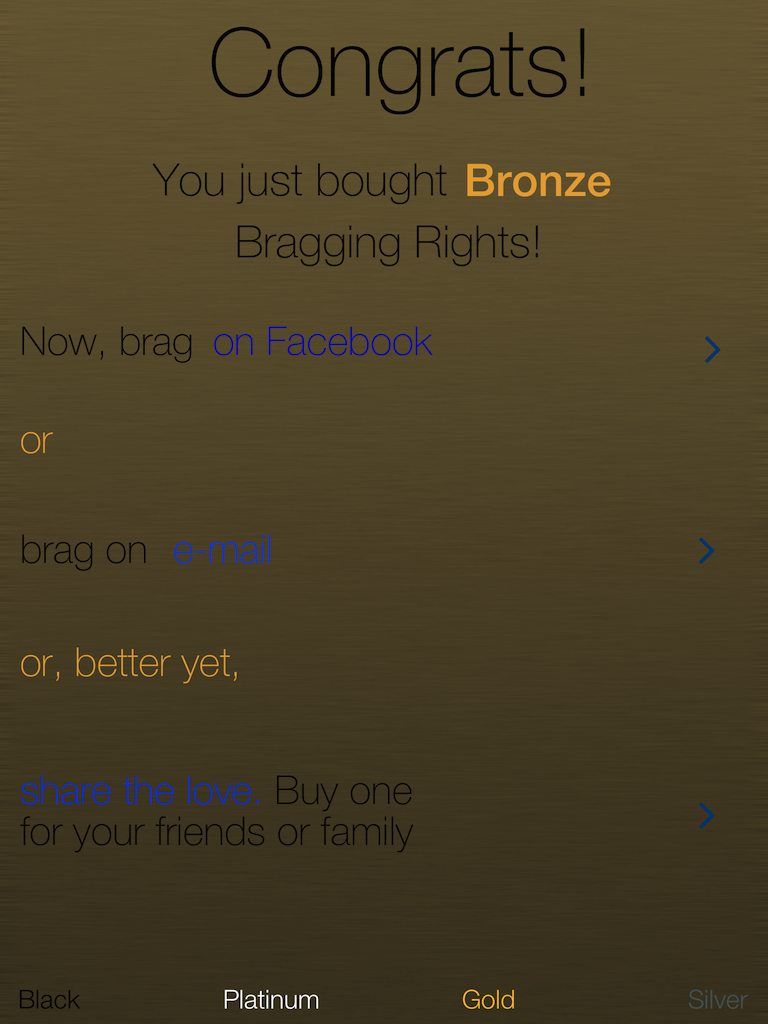 Congrats!
You just bought Bronze
Bragging Rights!
Now, brag on Facebook
or
brag on e-mail
or, better yet,
share the love. Buy one
for your friends or family
Black Platinum Gold Silver